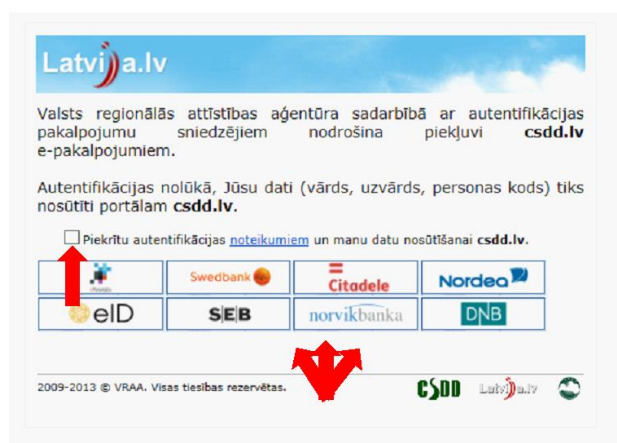 Latvija.lv
Valsts reģionālās attīstības aģentūra sadarbībā ar autentifikācijas
pakalpojumu sniedzējiem nodrošina piekļuvi csdd.lv
e-pakalpojumiem.
Autentifikācijas nolūkā, Jūsu dati (vārds, uzvārds, personas kods) tiks
nosūtīti portālam csdd.lv.
Piekrītu autentifikācijas noteikumiem un manu datu nosūtīšanai csdd.lv.
Swedbank Citadele Nordea
eID SEB norvikbanka DNB
2009-2013 © VRAA. Visas tiesības rezervētas. CSDD Latvija.lv